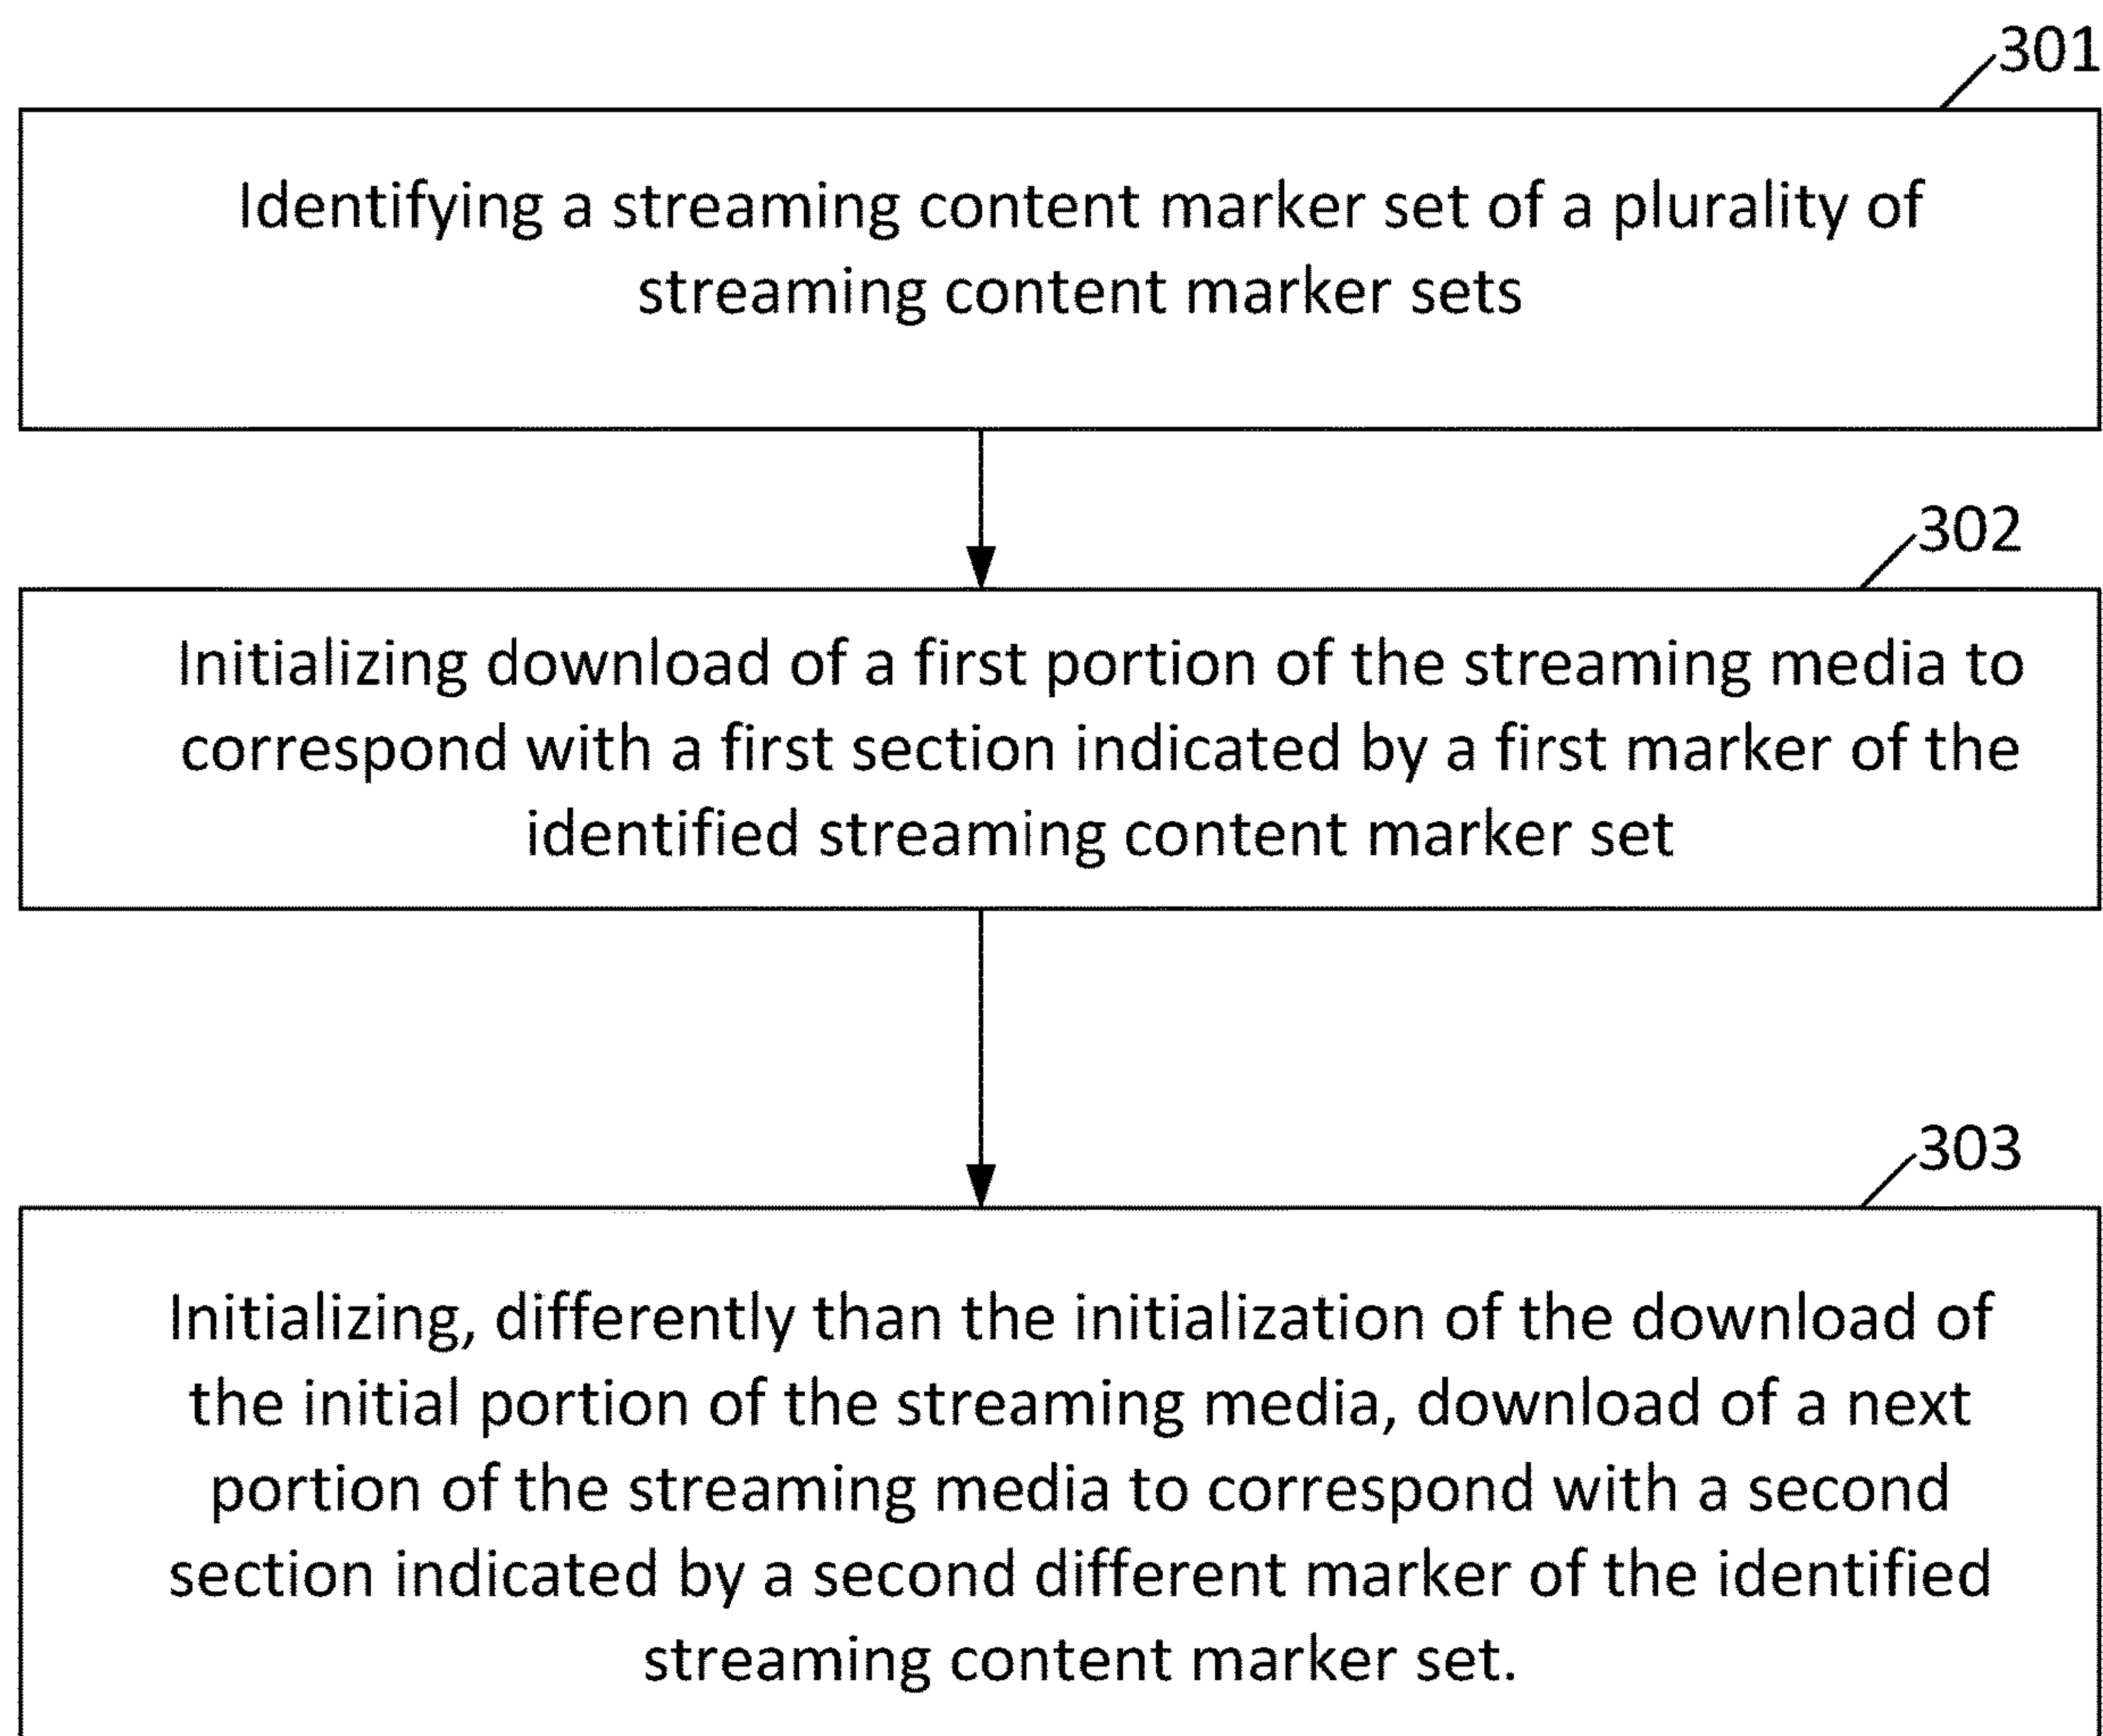 301
Identifying a streaming content marker set of a plurality of
streaming content marker sets
302
Initializing download of a first portion of the streaming media to
correspond with a first section indicated by a first marker of the
identified streaming content marker set
303
Initializing, differently than the initialization of the download of
the initial portion of the streaming media, download of a next
portion of the streaming media to correspond with a second
section indicated by a second different marker of the identified
streaming content marker set.